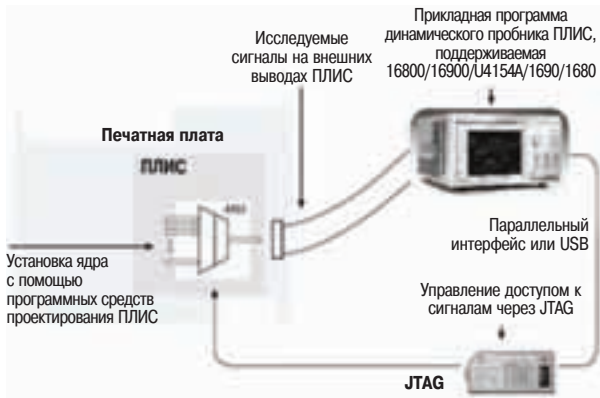 Прикладная программа
динамического пробника ПЛИС,
поддерживаемая
16800/16900/U4154A/1690/1680
Исследуемые
сигналы на внешних
выводах ПЛИС
Печатная плата
ПЛИС
Параллельный
интерфейс или USB
Установка ядра
с помощью
программных средств
проектирования ПЛИС
Управление доступом к
сигналам через JTAG
JTAG